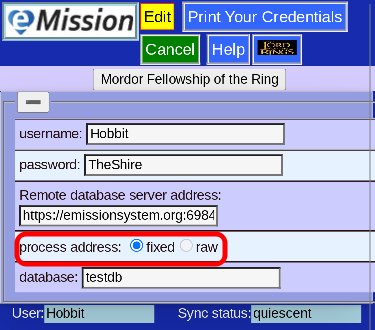 eMission Edit Print Your Credentials
Cancel Help LORD RINGS
Mordor Fellowship of the Ring
username: Hobbit
password: TheShire
Remote database server address:
https://emissionsystem.org:6984
process address: fixed raw
database: testdb
User: Hobbit Sync status: quiescent